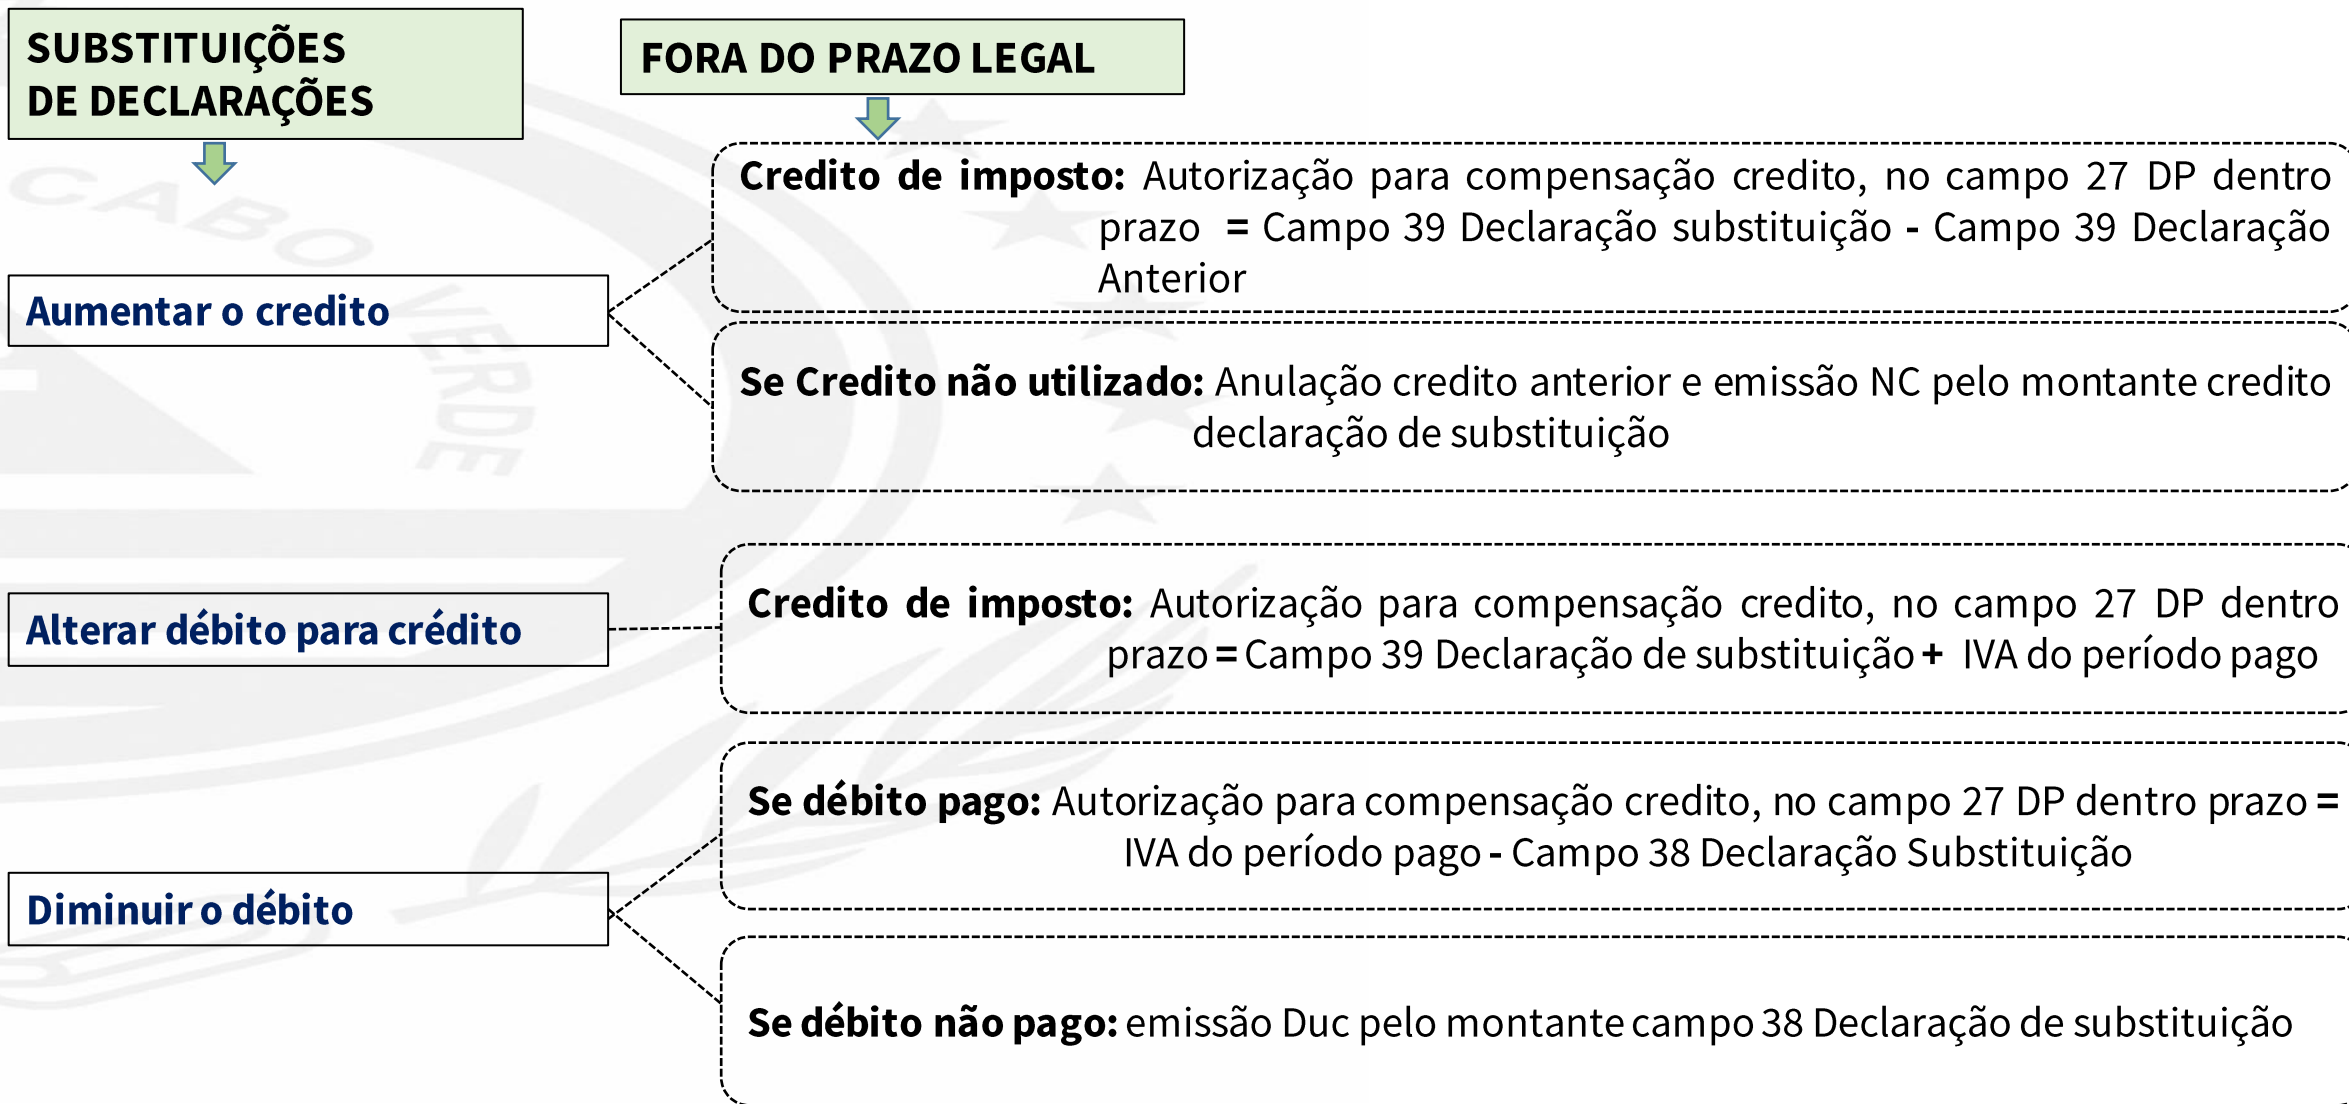 SUBSTITUIÇÕES
DE DECLARAÇÕES
FORA DO PRAZO LEGAL
CABO VERDE
Aumentar o credito
Credito de imposto: Autorização para compensação credito, no campo 27 DP dentro
prazo = Campo 39 Declaração substituição - Campo 39 Declaração
Anterior
Se Credito não utilizado: Anulação credito anterior e emissão NC pelo montante credito
declaração de substituição
Alterar débito para crédito
Credito de imposto: Autorização para compensação credito, no campo 27 DP dentro
prazo = Campo 39 Declaração de substituição + IVA do período pago
Diminuir o débito
Se débito pago: Autorização para compensação credito, no campo 27 DP dentro prazo =
IVA do período pago - Campo 38 Declaração Substituição
Se débito não pago: emissão Duc pelo montante campo 38 Declaração de substituição